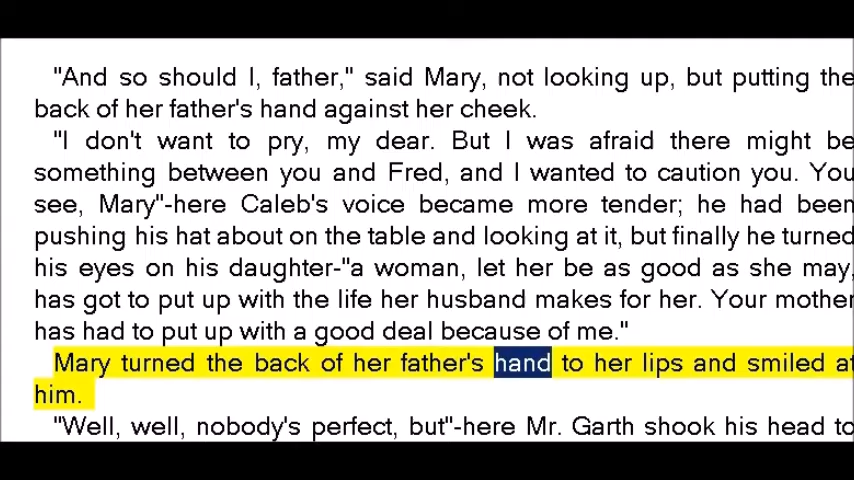 "And so should I, father," said Mary, not looking up, but putting the
back of her father's hand against her cheek.
"I don't want to pry, my dear. But I was afraid there might be
something between you and Fred, and I wanted to caution you. You
see, Mary"-here Caleb's voice became more tender; he had been
pushing his hat about on the table and looking at it, but finally he turned
his eyes on his daughter-"a woman, let her be as good as she may,
has got to put up with the life her husband makes for her. Your mother
has had to put up with a good deal because of me."
Mary turned the back of her father's hand to her lips and smiled at
him.
"Well, well, nobody's perfect, but"-here Mr. Garth shook his head to